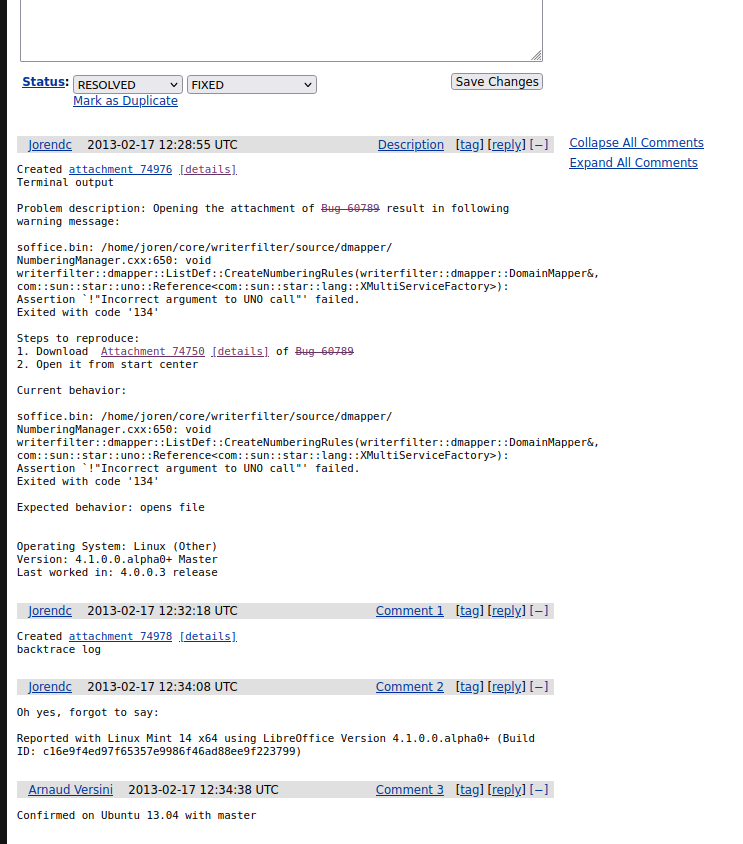 Status:
RESOLVED FIXED Save Changes
Mark as Duplicate
Jorendc 2013-02-17 12:28:55 UTC Description [tag] [reply] [−] Collapse All Comments
Expand All Comments
Created attachment 74976 [details]
Terminal output
Problem description: Opening the attachment of Bug 60789 result in following
warning message:
soffice.bin: /home/joren/core/writerfilter/source/dmapper/
NumberingManager.cxx:650: void
writerfilter::dmapper::ListDef::CreateNumberingRules(writerfilter::dmapper::DomainMapper&,
com::sun::star::uno::Reference<com::sun::star::lang::XMultiServiceFactory>):
Assertion `!"Incorrect argument to UNO call"' failed.
Exited with code '134'
Steps to reproduce:
1. Download Attachment 74750 [details] of Bug 60789
2. Open it from start center
Current behavior:
soffice.bin: /home/joren/core/writerfilter/source/dmapper/
NumberingManager.cxx:650: void
writerfilter::dmapper::ListDef::CreateNumberingRules(writerfilter::dmapper::DomainMapper&,
com::sun::star::uno::Reference<com::sun::star::lang::XMultiServiceFactory>):
Assertion `!"Incorrect argument to UNO call"' failed.
Exited with code '134'
Expected behavior: opens file
Operating System: Linux (Other)
Version: 4.1.0.0.alpha0+ Master
Last worked in: 4.0.0.3 release
Jorendc 2013-02-17 12:32:18 UTC Comment 1 [tag] [reply] [−]
Created attachment 74978 [details]
backtrace log
Jorendc 2013-02-17 12:34:08 UTC Comment 2 [tag] [reply] [−]
Oh yes, forgot to say:
Reported with Linux Mint 14 x64 using LibreOffice Version 4.1.0.0.alpha0+ (Build
ID: c16e9f4ed97f65357e9986f46ad88ee9f223799)
Arnaud Versini 2013-02-17 12:34:38 UTC Comment 3 [tag] [reply] [−]
Confirmed on Ubuntu 13.04 with master